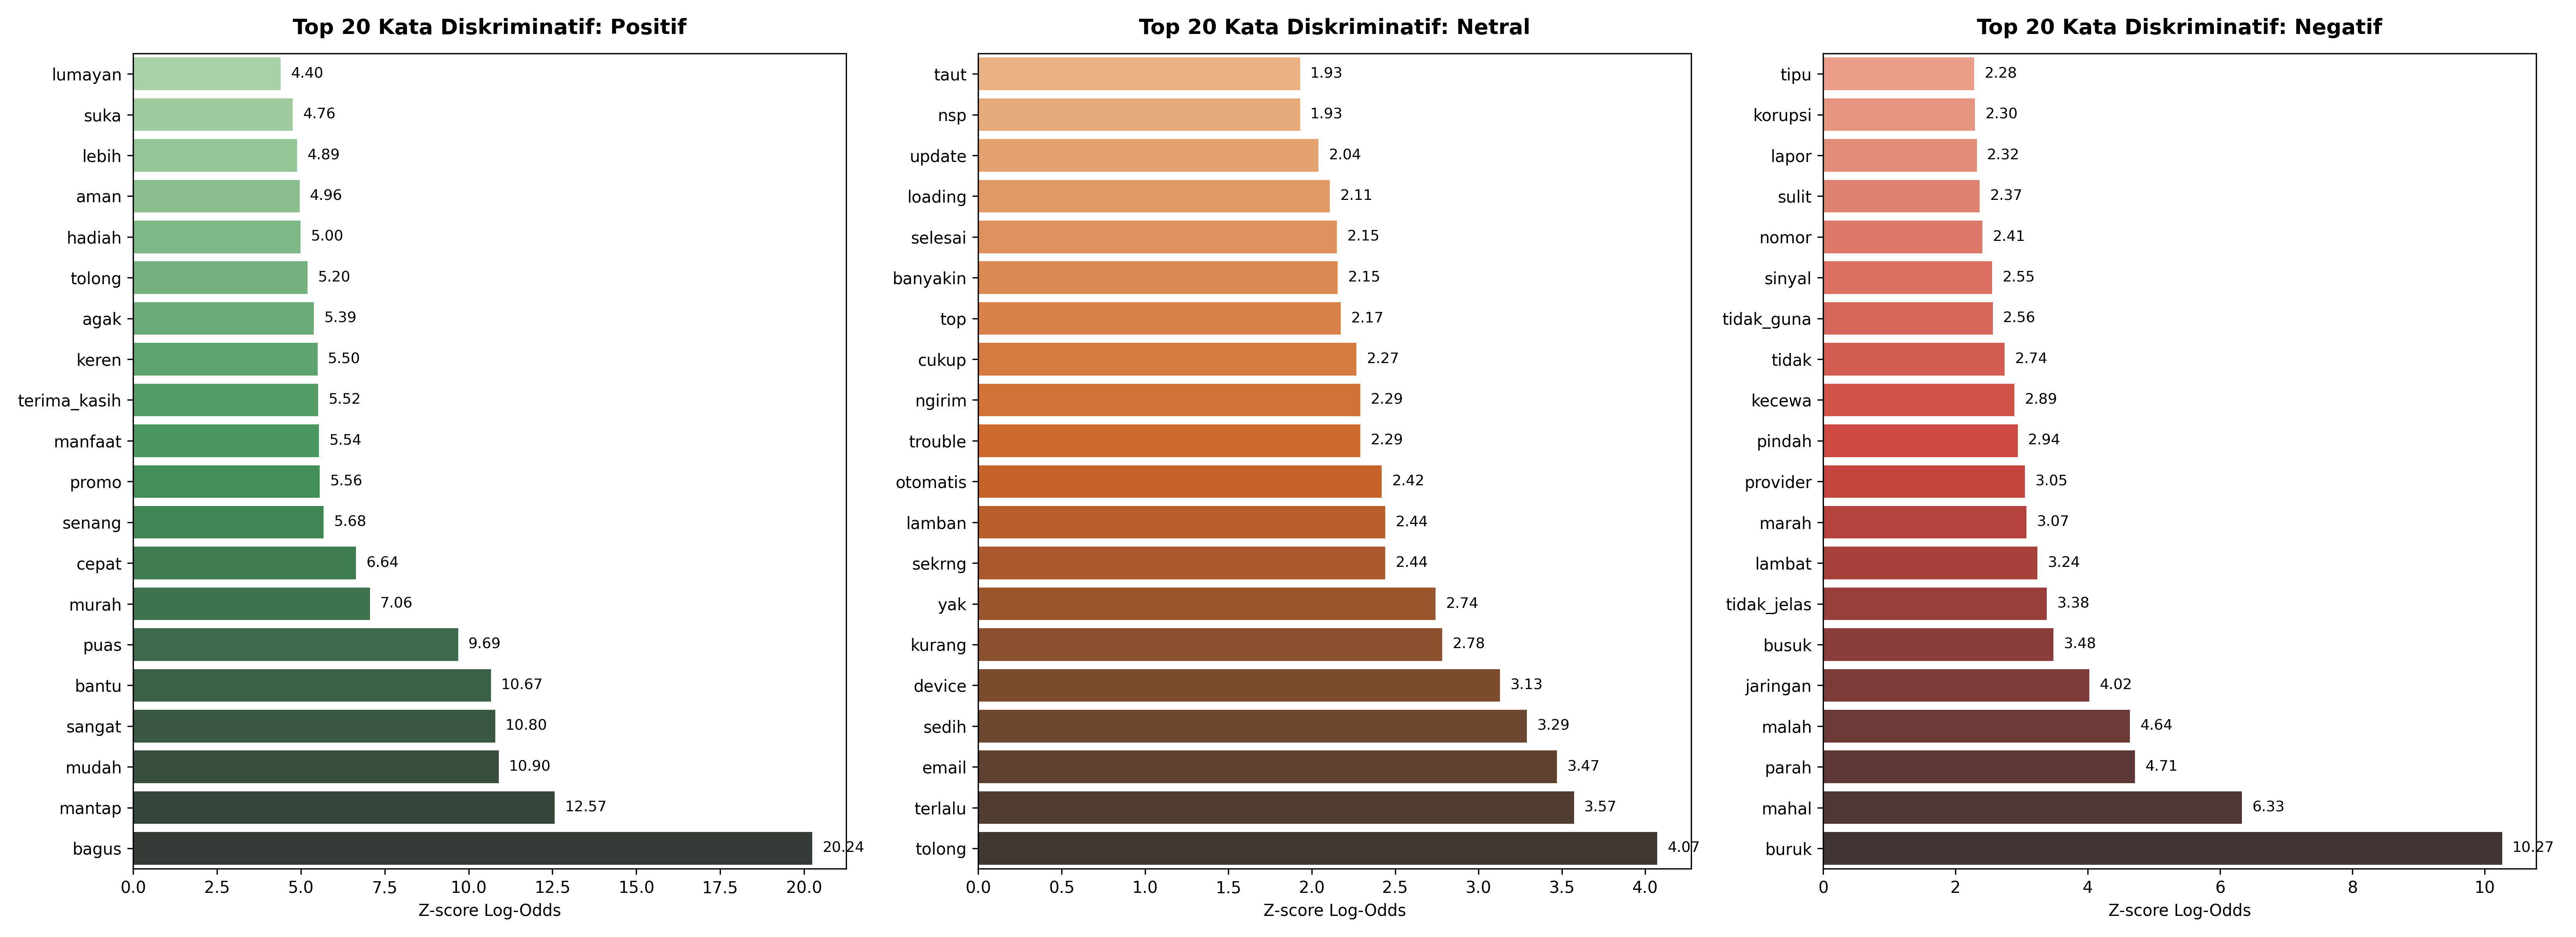 Top 20 Kata Diskriminatif: Positif
lumayan 4.40
suka 4.76
lebih 4.89
aman 4.96
hadiah 5.00
tolong 5.20
agak 5.39
keren 5.50
terima_kasih 5.52
manfaat 5.54
promo 5.56
senang 5.68
cepat 6.64
murah 7.06
puas 9.69
bantu 10.67
sangat 10.80
mudah 10.90
mantap 12.57
bagus 20.24
0.0 2.5 5.0 7.5 10.0 12.5 15.0 17.5 20.0
Z-score Log-Odds
Top 20 Kata Diskriminatif: Netral
taut 1.93
nsp 1.93
update 2.04
loading 2.11
selesai 2.15
banyakin 2.15
top 2.17
cukup 2.27
ngirim 2.29
trouble 2.29
otomatis 2.42
lamban 2.44
sekrng 2.44
yak 2.74
kurang 2.78
device 3.13
sedih 3.29
email 3.47
terlalu 3.57
tolong 4.07
0.0 0.5 1.0 1.5 2.0 2.5 3.0 3.5 4.0
Z-score Log-Odds
Top 20 Kata Diskriminatif: Negatif
tipu 2.28
korupsi 2.30
lapor 2.32
sulit 2.37
nomor 2.41
sinyal 2.55
tidak_guna 2.56
tidak 2.74
kecewa 2.89
pindah 2.94
provider 3.05
marah 3.07
lambat 3.24
tidak_jelas 3.38
busuk 3.48
jaringan 4.02
malah 4.64
parah 4.71
mahal 6.33
buruk 10.27
0 2 4 6 8 10
Z-score Log-Odds